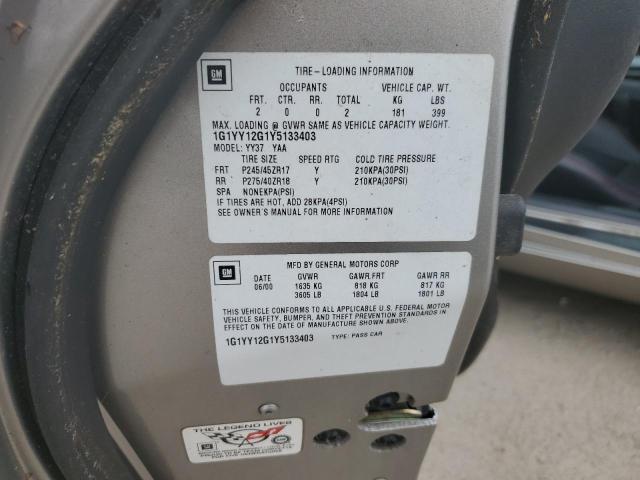 GM
TIRE-LOADING INFORMATION
OCCUPANTS VEHICLE CAP. WT.
FRT. CTR. RR. TOTAL KG LBS
2 0 0 2 181 399
MAX. LOADING @ GVWR SAME AS VEHICLE CAPACITY WEIGHT.
1G1YY12G1Y5133403
MODEL: YY37 YAA
TIRE SIZE SPEED RTG COLD TIRE PRESSURE
FRT P245/45ZR17 Y 210KPA(30PSI)
RR P275/40ZR18 Y 210KPA(30PSI)
SPA NONEKPA(PSI)
IF TIRES ARE HOT, ADD 28KPA(4PSI)
SEE OWNER'S MANUAL FOR MORE INFORMATION
GM
MFD BY GENERAL MOTORS CORP
DATE GVWR GAWR.FRT GAWR RR
06/00 1635 KG 818 KG 817 KG
3605 LB 1804 LB 1801 LB
THIS VEHICLE CONFORMS TO ALL APPLICABLE U.S. FEDERAL MOTOR
VEHICLE SAFETY, BUMPER, AND THEFT PREVENTION STANDARDS IN
EFFECT ON THE DATE OF MANUFACTURE SHOWN ABOVE.
1G1YY12G1Y5133403 TYPE: PASS CAR
THE LEGEND LIVES
GM